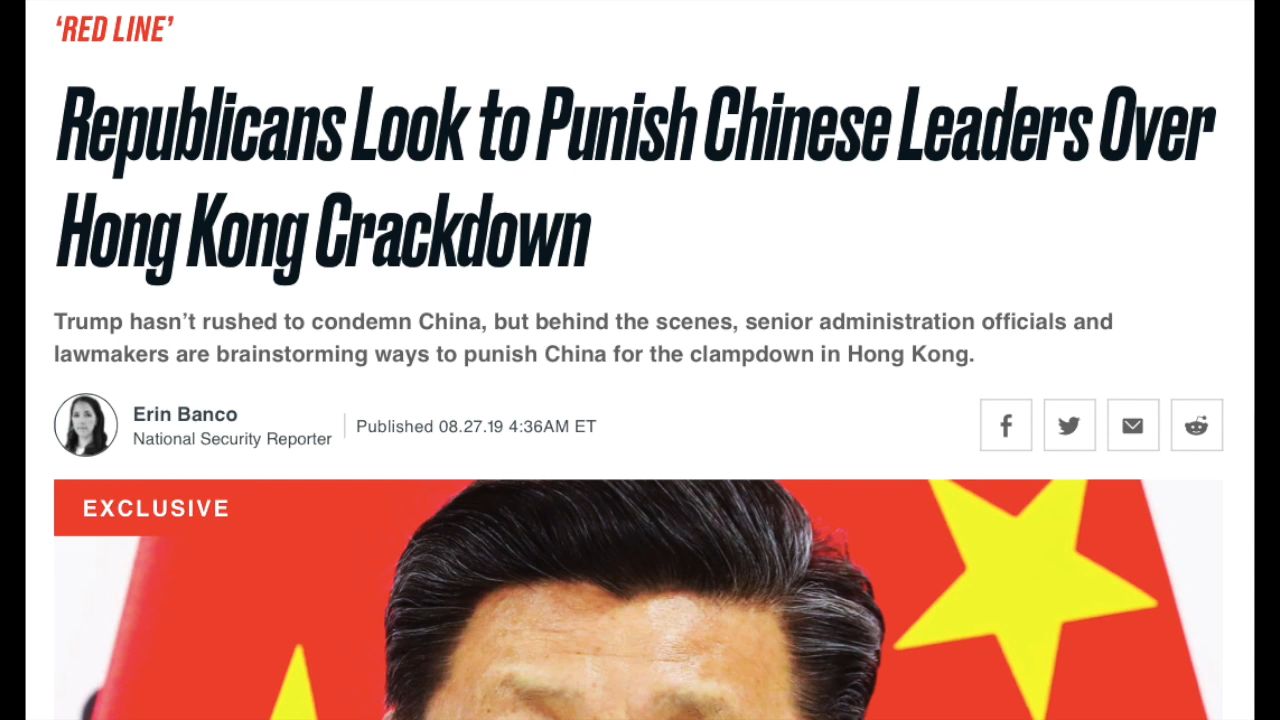 ‘RED LINE’
Republicans Look to Punish Chinese Leaders Over
Hong Kong Crackdown
Trump hasn’t rushed to condemn China, but behind the scenes, senior administration officials and
lawmakers are brainstorming ways to punish China for the clampdown in Hong Kong.
Erin Banco
National Security Reporter
Published 08.27.19 4:36AM ET
EXCLUSIVE